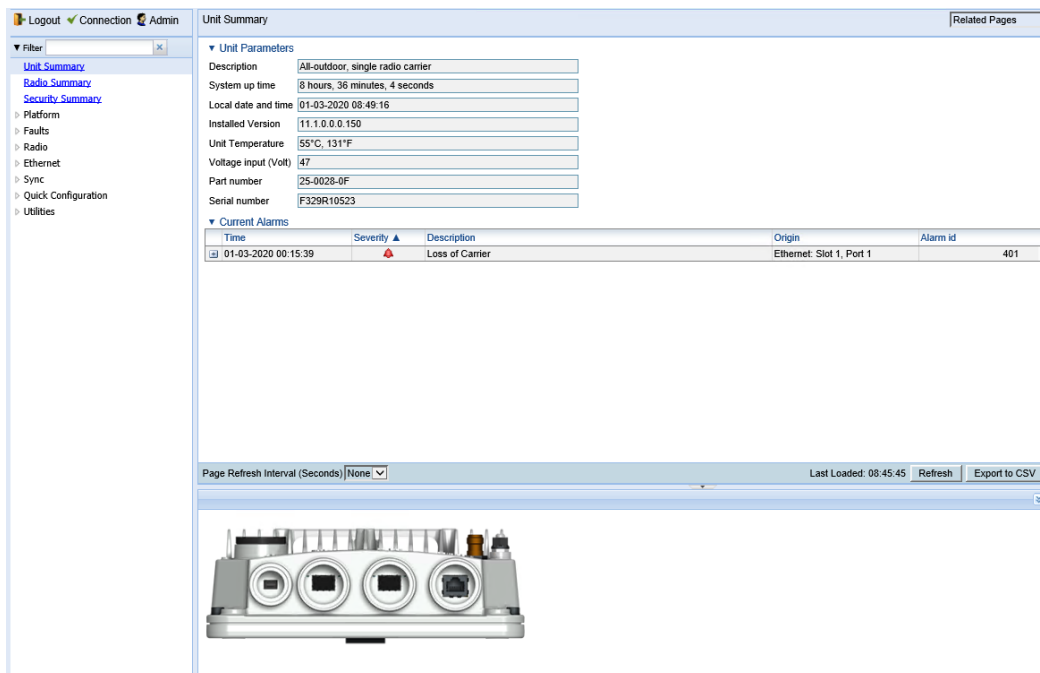 Logout Connection Admin
Filter
Unit Summary
Radio Summary
Security Summary
Platform
Faults
Radio
Ethernet
Sync
Quick Configuration
Utilities
Unit Summary Related Pages
Unit Parameters
Description All-outdoor, single radio carrier
System up time 8 hours, 36 minutes, 4 seconds
Local date and time 01-03-2020 08:49:16
Installed Version 11.1.0.0.0.150
Unit Temperature 55°C, 131°F
Voltage input (Volt) 47
Part number 25-0028-0F
Serial number F329R10523
Current Alarms
Time Severity ▲ Description Origin Alarm id
01-03-2020 00:15:39 Loss of Carrier Ethernet: Slot 1, Port 1 401
Page Refresh Interval (Seconds) None Last Loaded: 08:45:45 Refresh Export to CSV